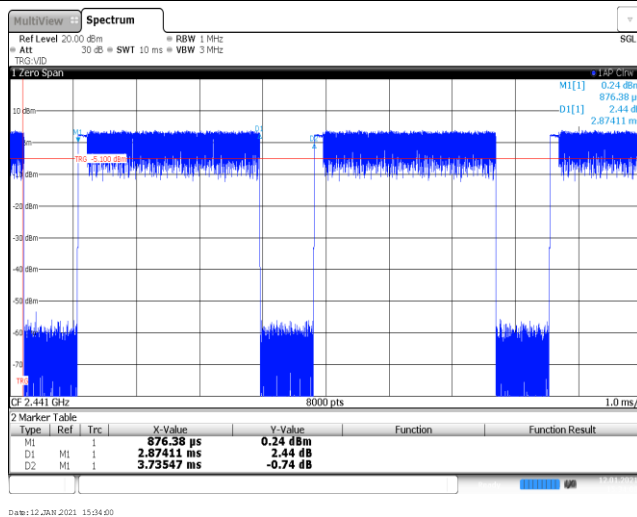 MultiView Spectrum
Ref Level 20.00 dBm RBW 1 MHz SGL
Att 30 dB SWT 10 ms VBW 3 MHz
TRG:VID
1 Zero Span 1AP Clrw
M1[1] 0.24 dBm
876.38 µs
D1[1] 2.44 dB
2.87411 ms
10 dBm
M1 D1 D2
TRG -5.100 dBm
-10 dBm
-20 dBm
-30 dBm
-40 dBm
-50 dBm
-60
-70
TRG
CF 2.441 GHz 8000 pts 1.0 ms/
2 Marker Table
Type Ref Trc X-Value Y-Value Function Function Result
M1 1 876.38 µs 0.24 dBm
D1 M1 1 2.87411 ms 2.44 dB
D2 M1 1 3.73547 ms -0.74 dB
Date: 12.JAN.2021 15:34:00